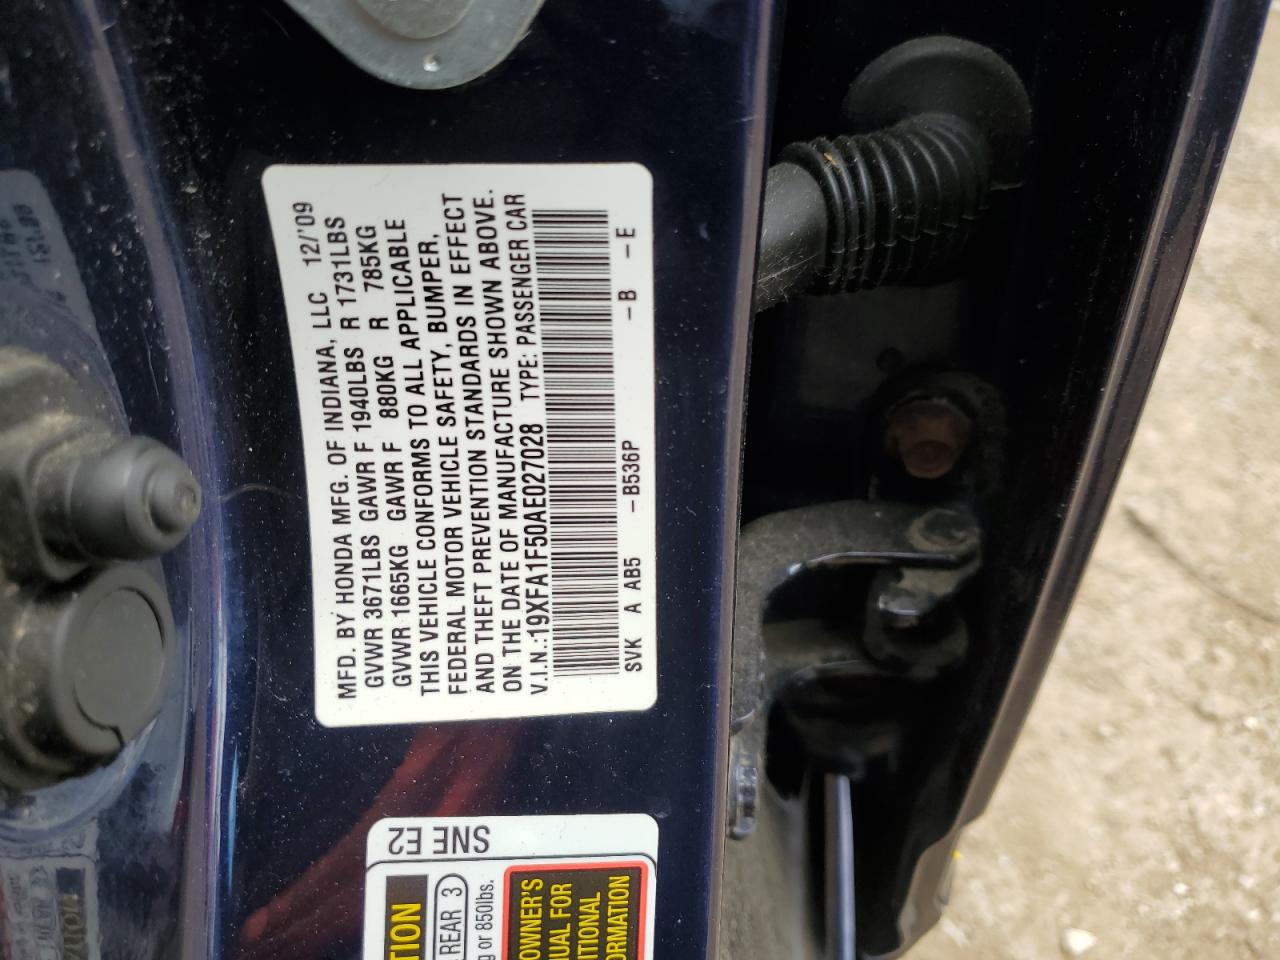 MFD. BY HONDA MFG. OF INDIANA, LLC 12/'09
GVWR 3671LBS GAWR F 1940LBS R 1731LBS
GVWR 1665KG GAWR F 880KG R 785KG
THIS VEHICLE CONFORMS TO ALL APPLICABLE
FEDERAL MOTOR VEHICLE SAFETY, BUMPER,
AND THEFT PREVENTION STANDARDS IN EFFECT
ON THE DATE OF MANUFACTURE SHOWN ABOVE.
V.I.N.:19XFA1F50AE027028 TYPE: PASSENGER CAR
SVK A AB5 -B536P -B -E
SNE E2
TION
REAR 3
g or 850lbs.
OWNER'S
UAL FOR
ITIONAL
ORMATION